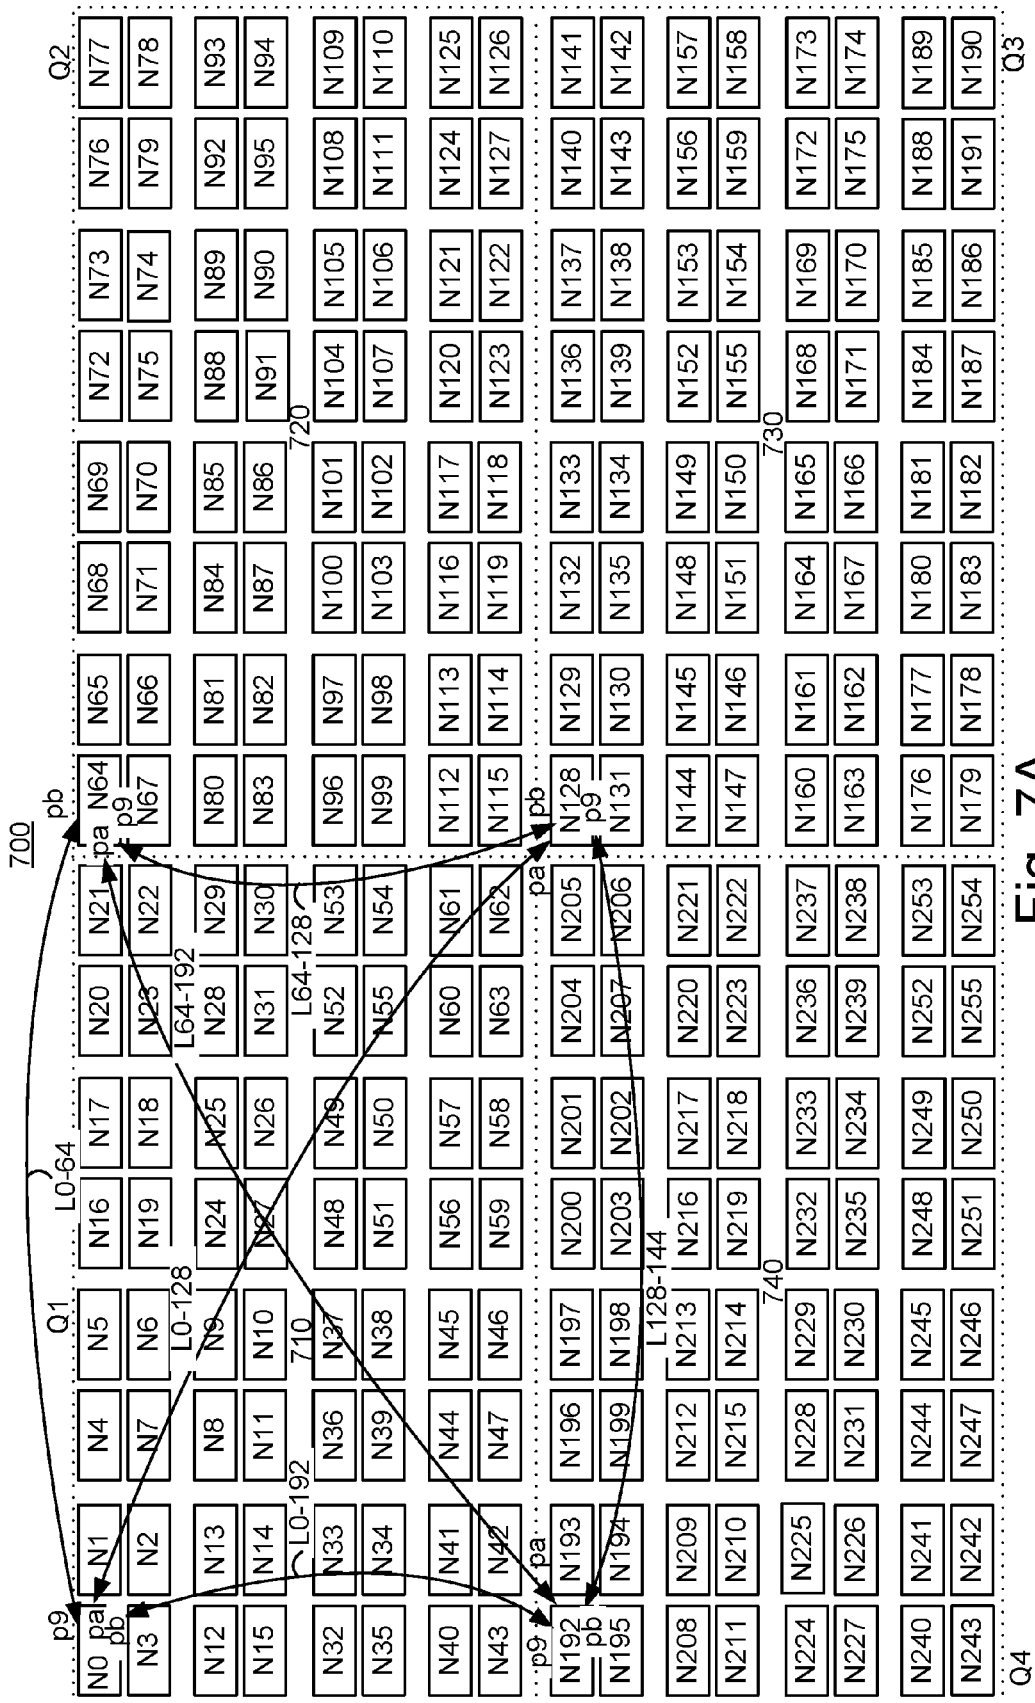 700
p9 Q1 L0-64 pb Q2
N0 pa N1 N4 N5 N16 N17 N20 N21 pa N64 N65 N68 N69 N72 N73 N76 N77
pb p9
N3 N2 N7 N6 N19 N18 N23 N22 N67 N66 N71 N70 N75 N74 N79 N78
L0-128 L64-192
N12 N13 N8 N9 N24 N25 N28 N29 N80 N81 N84 N85 N88 N89 N92 N93
N15 N14 N11 N10 N27 N26 N31 N30 N83 N82 N87 N86 N91 N90 N95 N94
L0-192 710 L64-128 720
N32 N33 N36 N37 N48 N49 N52 N53 N96 N97 N100 N101 N104 N105 N108 N109
N35 N34 N39 N38 N51 N50 N55 N54 N99 N98 N103 N102 N107 N106 N111 N110
N40 N41 N44 N45 N56 N57 N60 N61 N112 N113 N116 N117 N120 N121 N124 N125
N43 N42 N47 N46 N59 N58 N63 N62 N115 N114 N119 N118 N123 N122 N127 N126
p9 pa pa pb
N192 N193 N196 N197 N200 N201 N204 N205 N128 N129 N132 N133 N136 N137 N140 N141
pb p9
N195 N194 N199 N198 N203 N202 N207 N206 N131 N130 N135 N134 N139 N138 N143 N142
L128-144
N208 N209 N212 N213 N216 N217 N220 N221 N144 N145 N148 N149 N152 N153 N156 N157
N211 N210 N215 N214 N219 N218 N223 N222 N147 N146 N151 N150 N155 N154 N159 N158
740 730
N224 N225 N228 N229 N232 N233 N236 N237 N160 N161 N164 N165 N168 N169 N172 N173
N227 N226 N231 N230 N235 N234 N239 N238 N163 N162 N167 N166 N171 N170 N175 N174
N240 N241 N244 N245 N248 N249 N252 N253 N176 N177 N180 N181 N184 N185 N188 N189
N243 N242 N247 N246 N251 N250 N255 N254 N179 N178 N183 N182 N187 N186 N191 N190
Q4 Q3
Fig. 7A